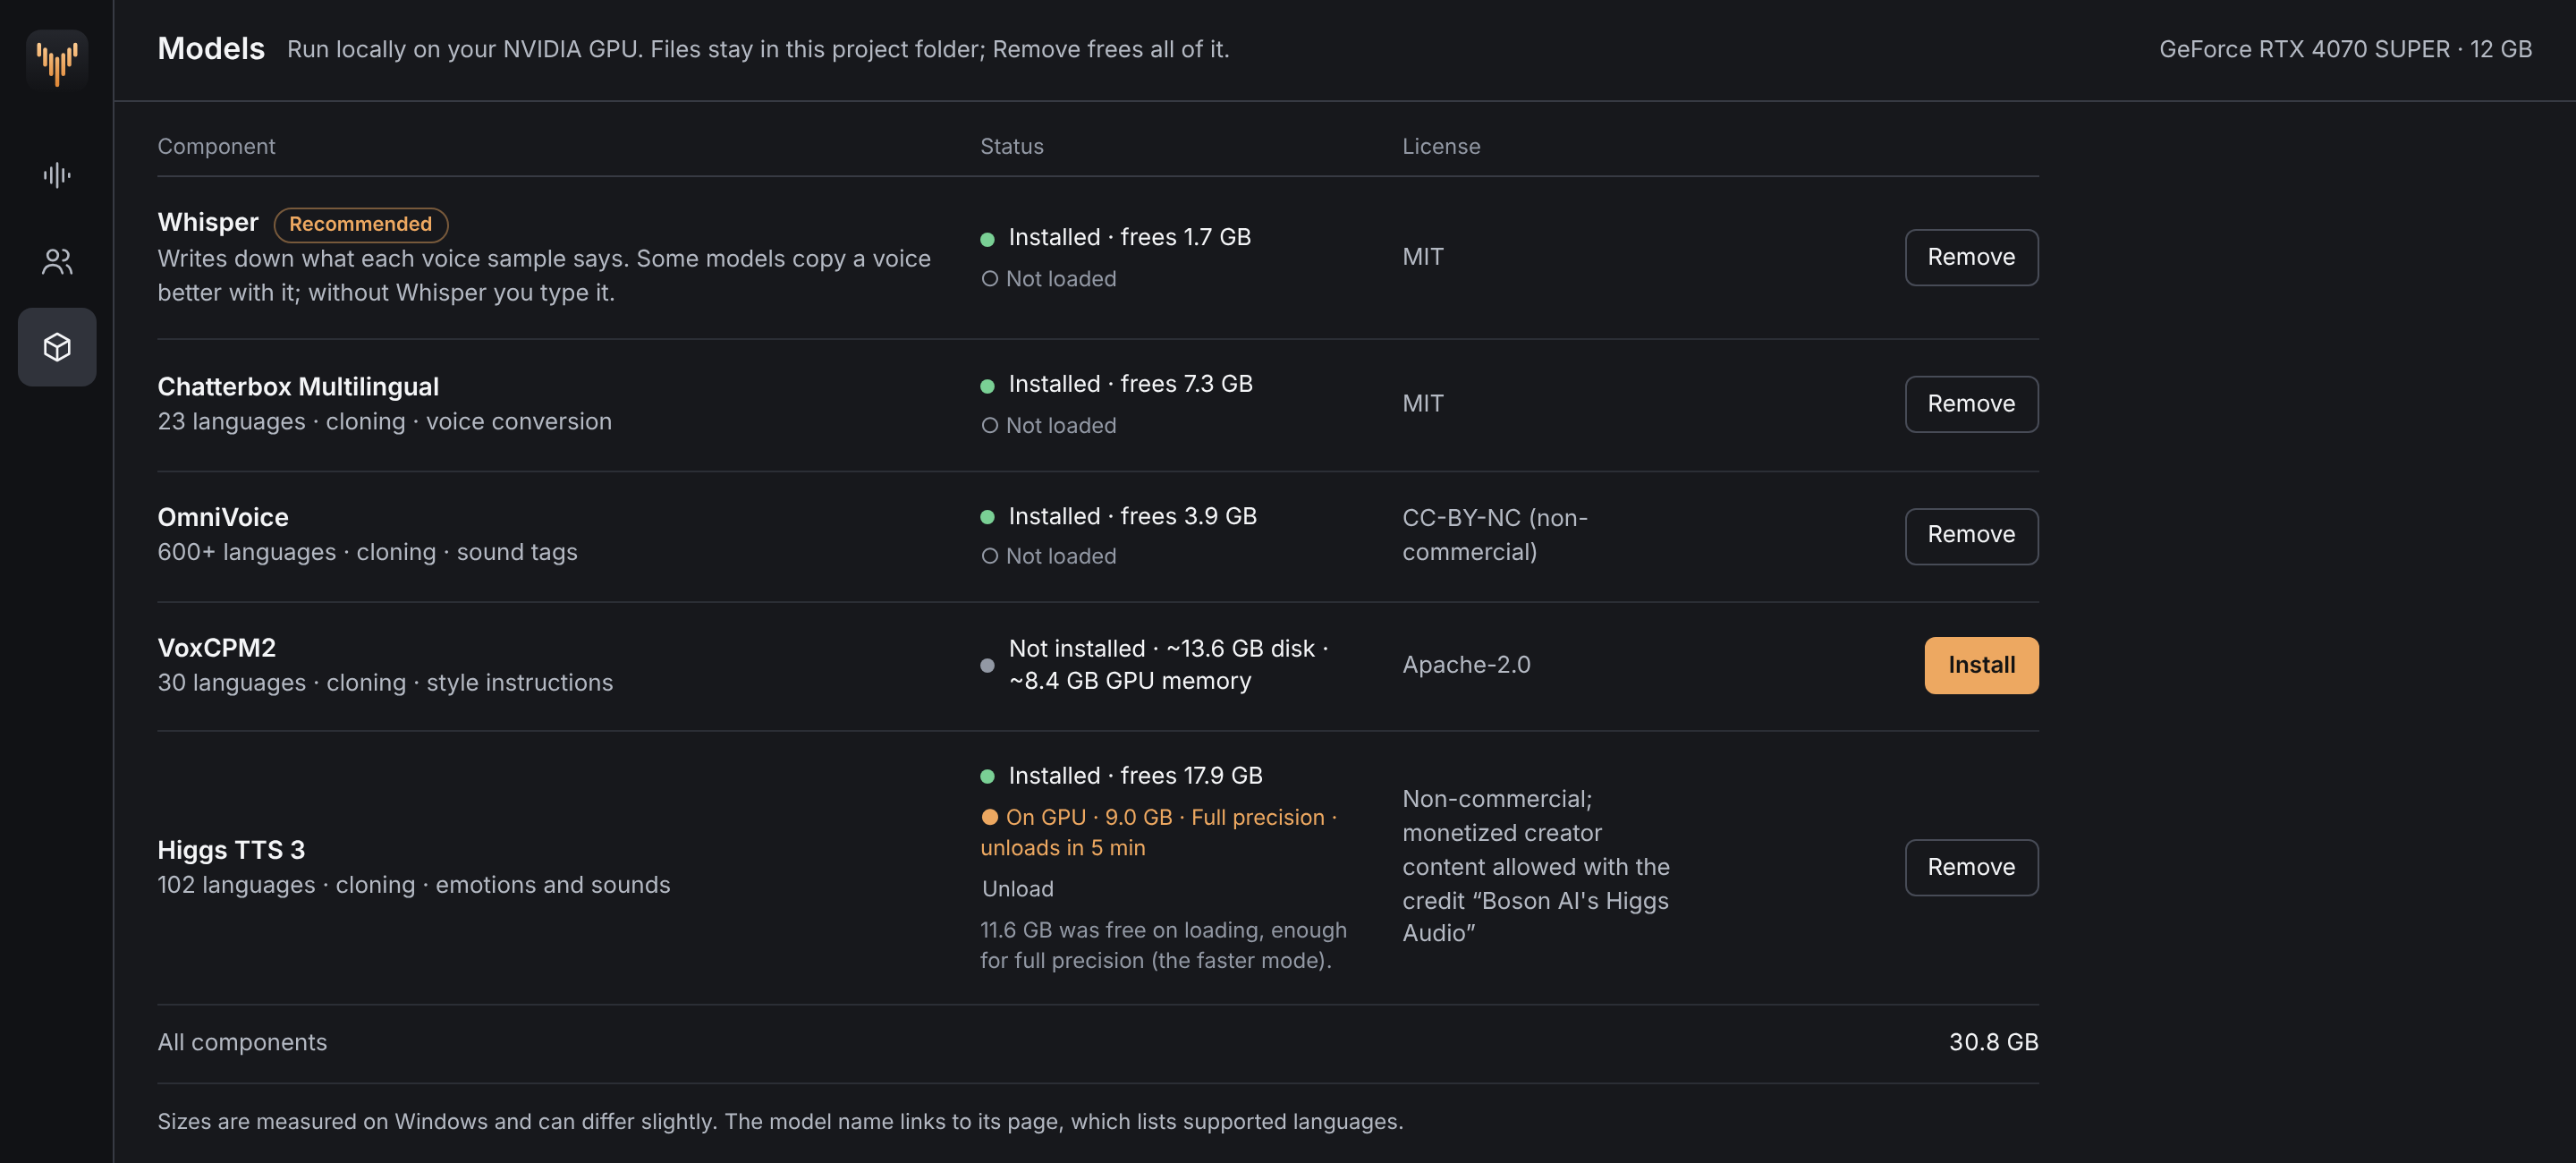 Models Run locally on your NVIDIA GPU. Files stay in this project folder; Remove frees all of it. GeForce RTX 4070 SUPER · 12 GB
Component Status License
Whisper Recommended
Writes down what each voice sample says. Some models copy a voice
better with it; without Whisper you type it.
Installed · frees 1.7 GB
Not loaded
MIT
Remove
Chatterbox Multilingual
23 languages · cloning · voice conversion
Installed · frees 7.3 GB
Not loaded
MIT
Remove
OmniVoice
600+ languages · cloning · sound tags
Installed · frees 3.9 GB
Not loaded
CC-BY-NC (non-
commercial)
Remove
VoxCPM2
30 languages · cloning · style instructions
Not installed · ~13.6 GB disk ·
~8.4 GB GPU memory
Apache-2.0
Install
Higgs TTS 3
102 languages · cloning · emotions and sounds
Installed · frees 17.9 GB
On GPU · 9.0 GB · Full precision ·
unloads in 5 min
Unload
11.6 GB was free on loading, enough
for full precision (the faster mode).
Non-commercial;
monetized creator
content allowed with the
credit “Boson AI's Higgs
Audio”
Remove
All components 30.8 GB
Sizes are measured on Windows and can differ slightly. The model name links to its page, which lists supported languages.